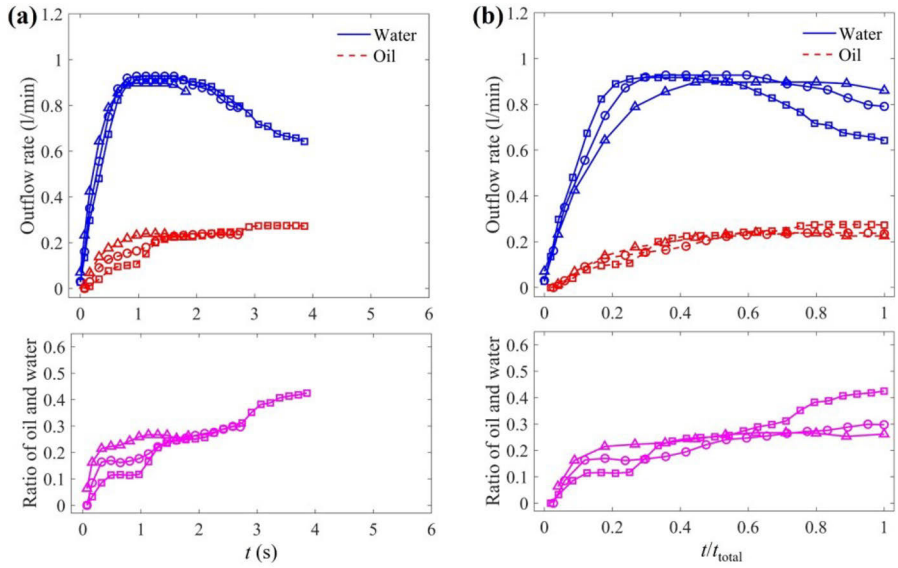 (a)
1.2
1
0.8
0.6
0.4
0.2
0
Outflow rate (l/min)
Water
Oil
0 1 2 3 4 5 6
0.6
0.5
0.4
0.3
0.2
0.1
0
Ratio of oil and water
0 1 2 3 4 5 6
t (s)
(b)
1.2
1
0.8
0.6
0.4
0.2
0
Outflow rate (l/min)
Water
Oil
0 0.2 0.4 0.6 0.8 1
0.6
0.5
0.4
0.3
0.2
0.1
0
Ratio of oil and water
0 0.2 0.4 0.6 0.8 1
t/ttotal